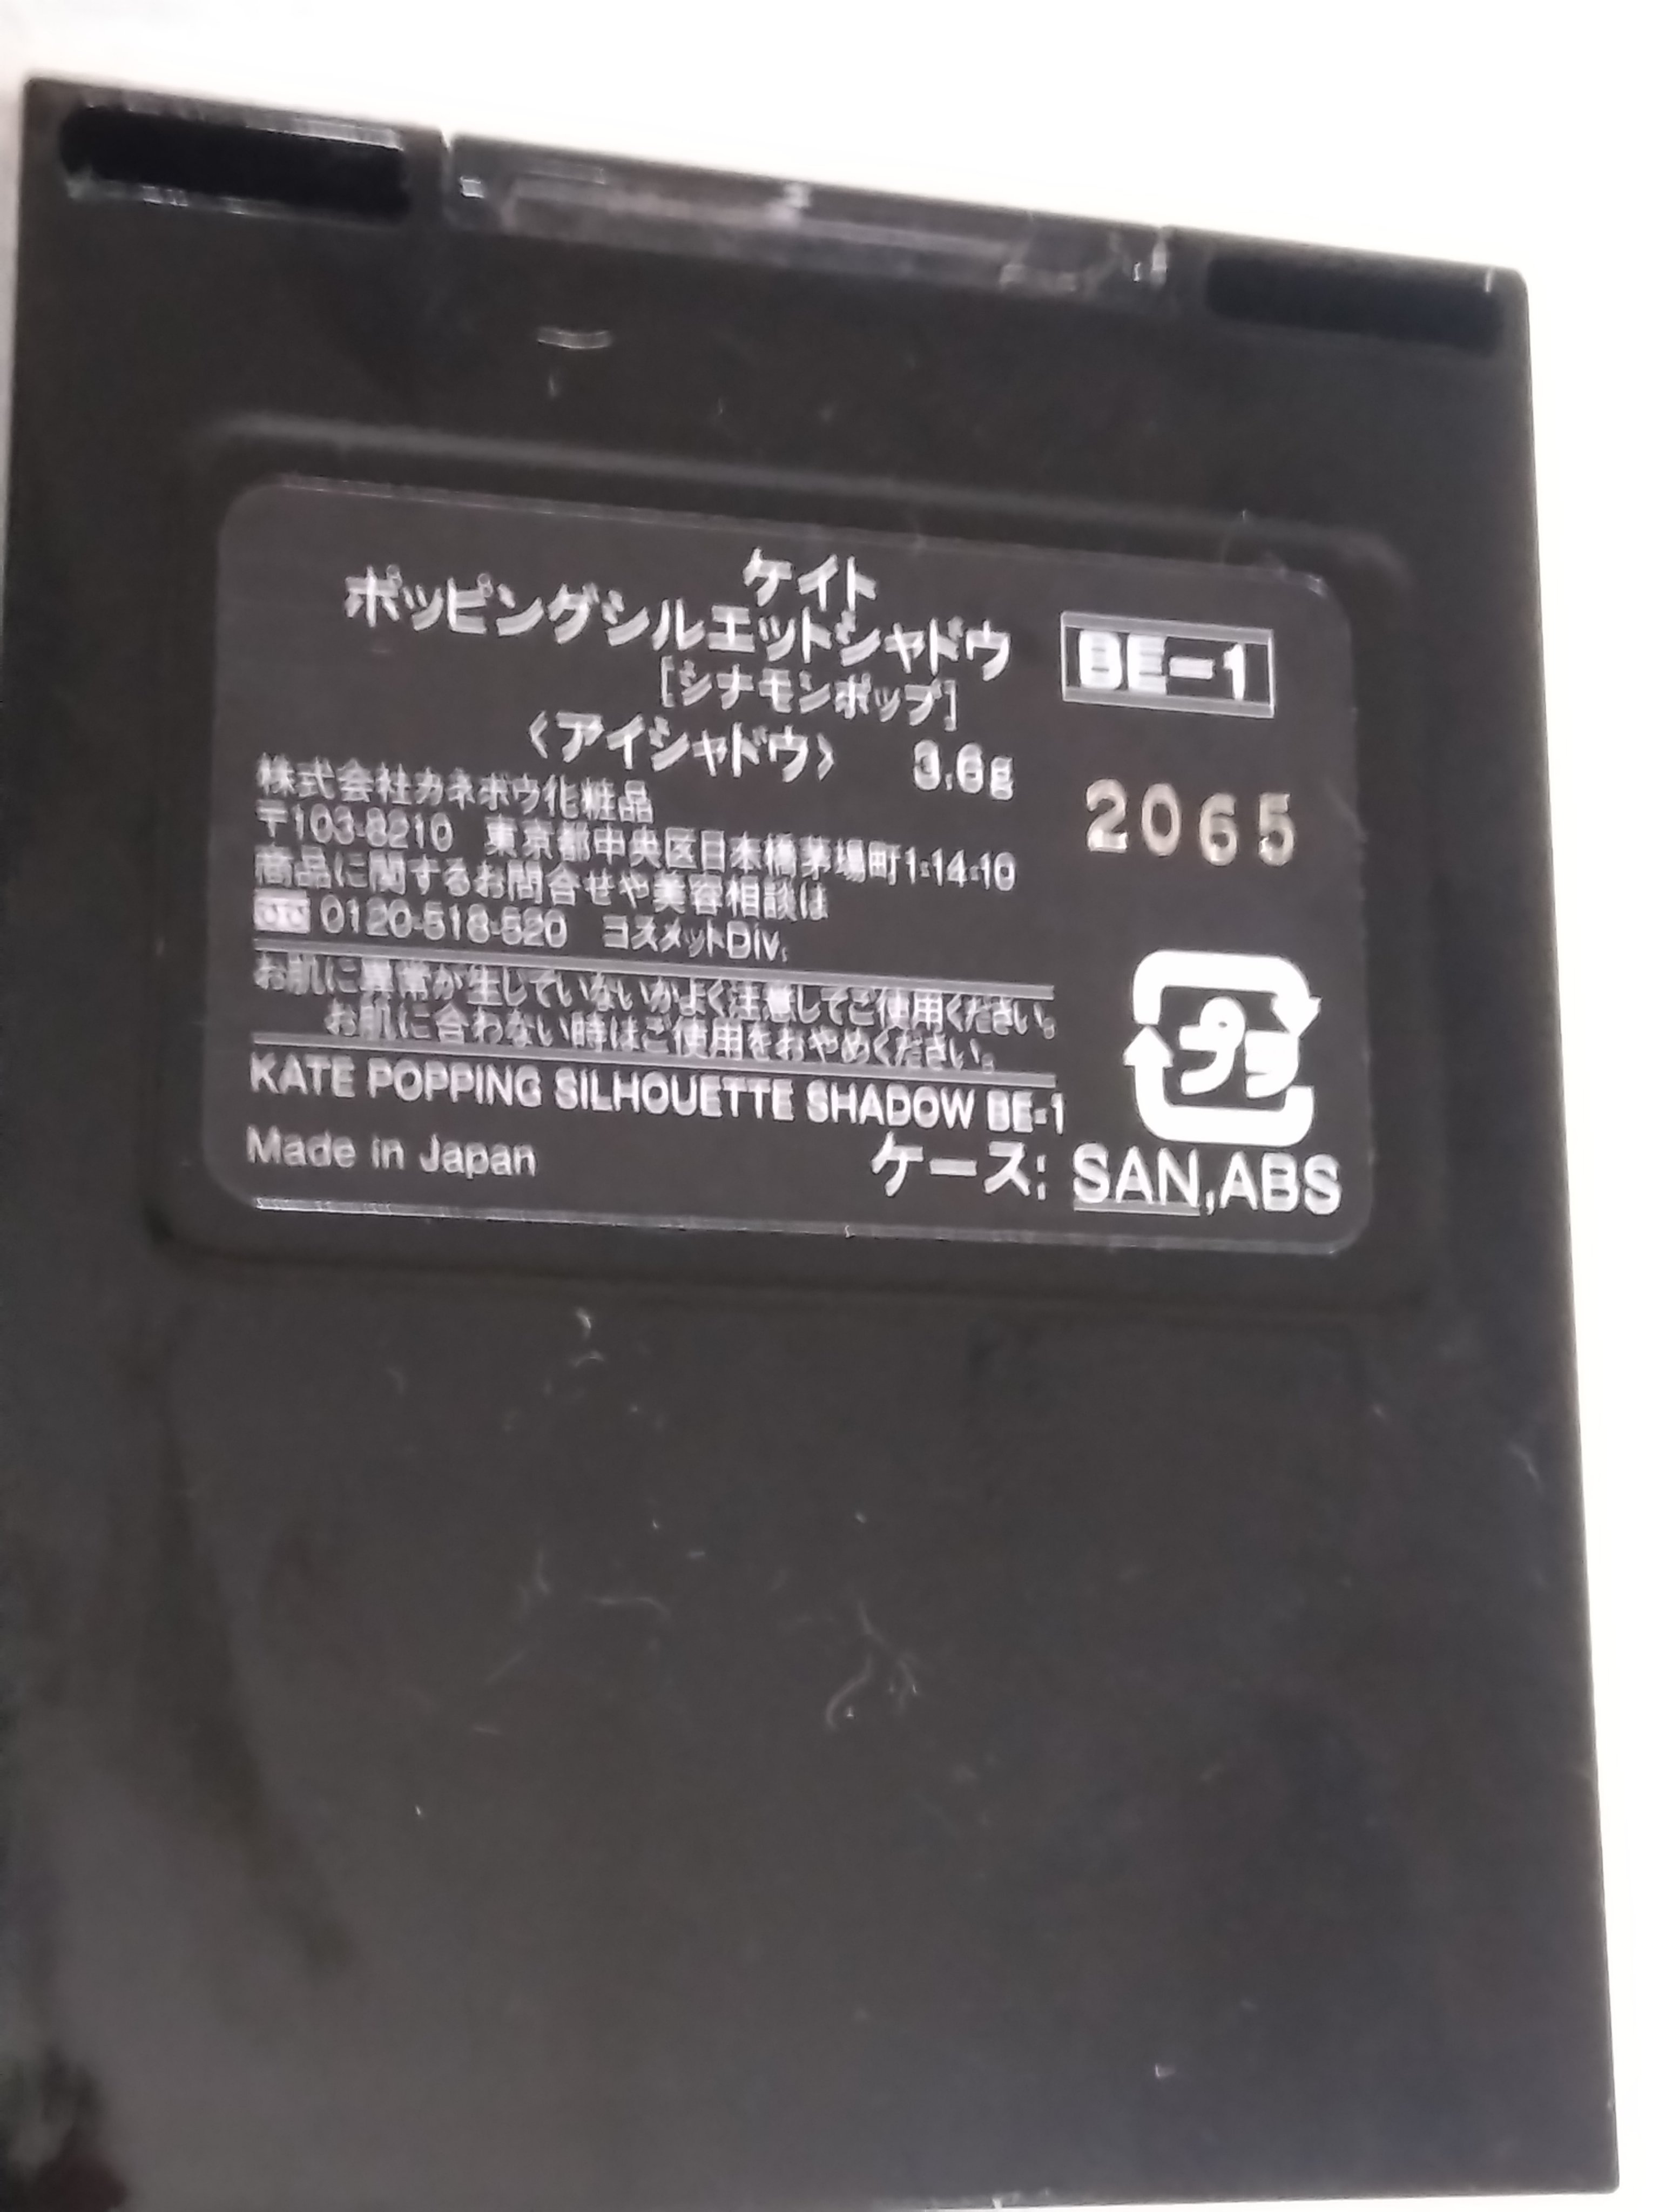 ケイト
ポッピングシルエットシャドウ
BE-1
[シナモンポップ]
〈アイシャドウ〉 3.6g
株式会社カネボウ化粧品
〒103-8210 東京都中央区日本橋茅場町1-14-10
2065
商品に関するお問合せや美容相談は
0120-518-520 コスメットDiv.
お肌に異常が生じていないかよく注意してご使用ください。
お肌に合わない時はご使用をおやめください。
プラ
KATE POPPING SILHOUETTE SHADOW BE-1
Made in Japan
ケース: SAN,ABS